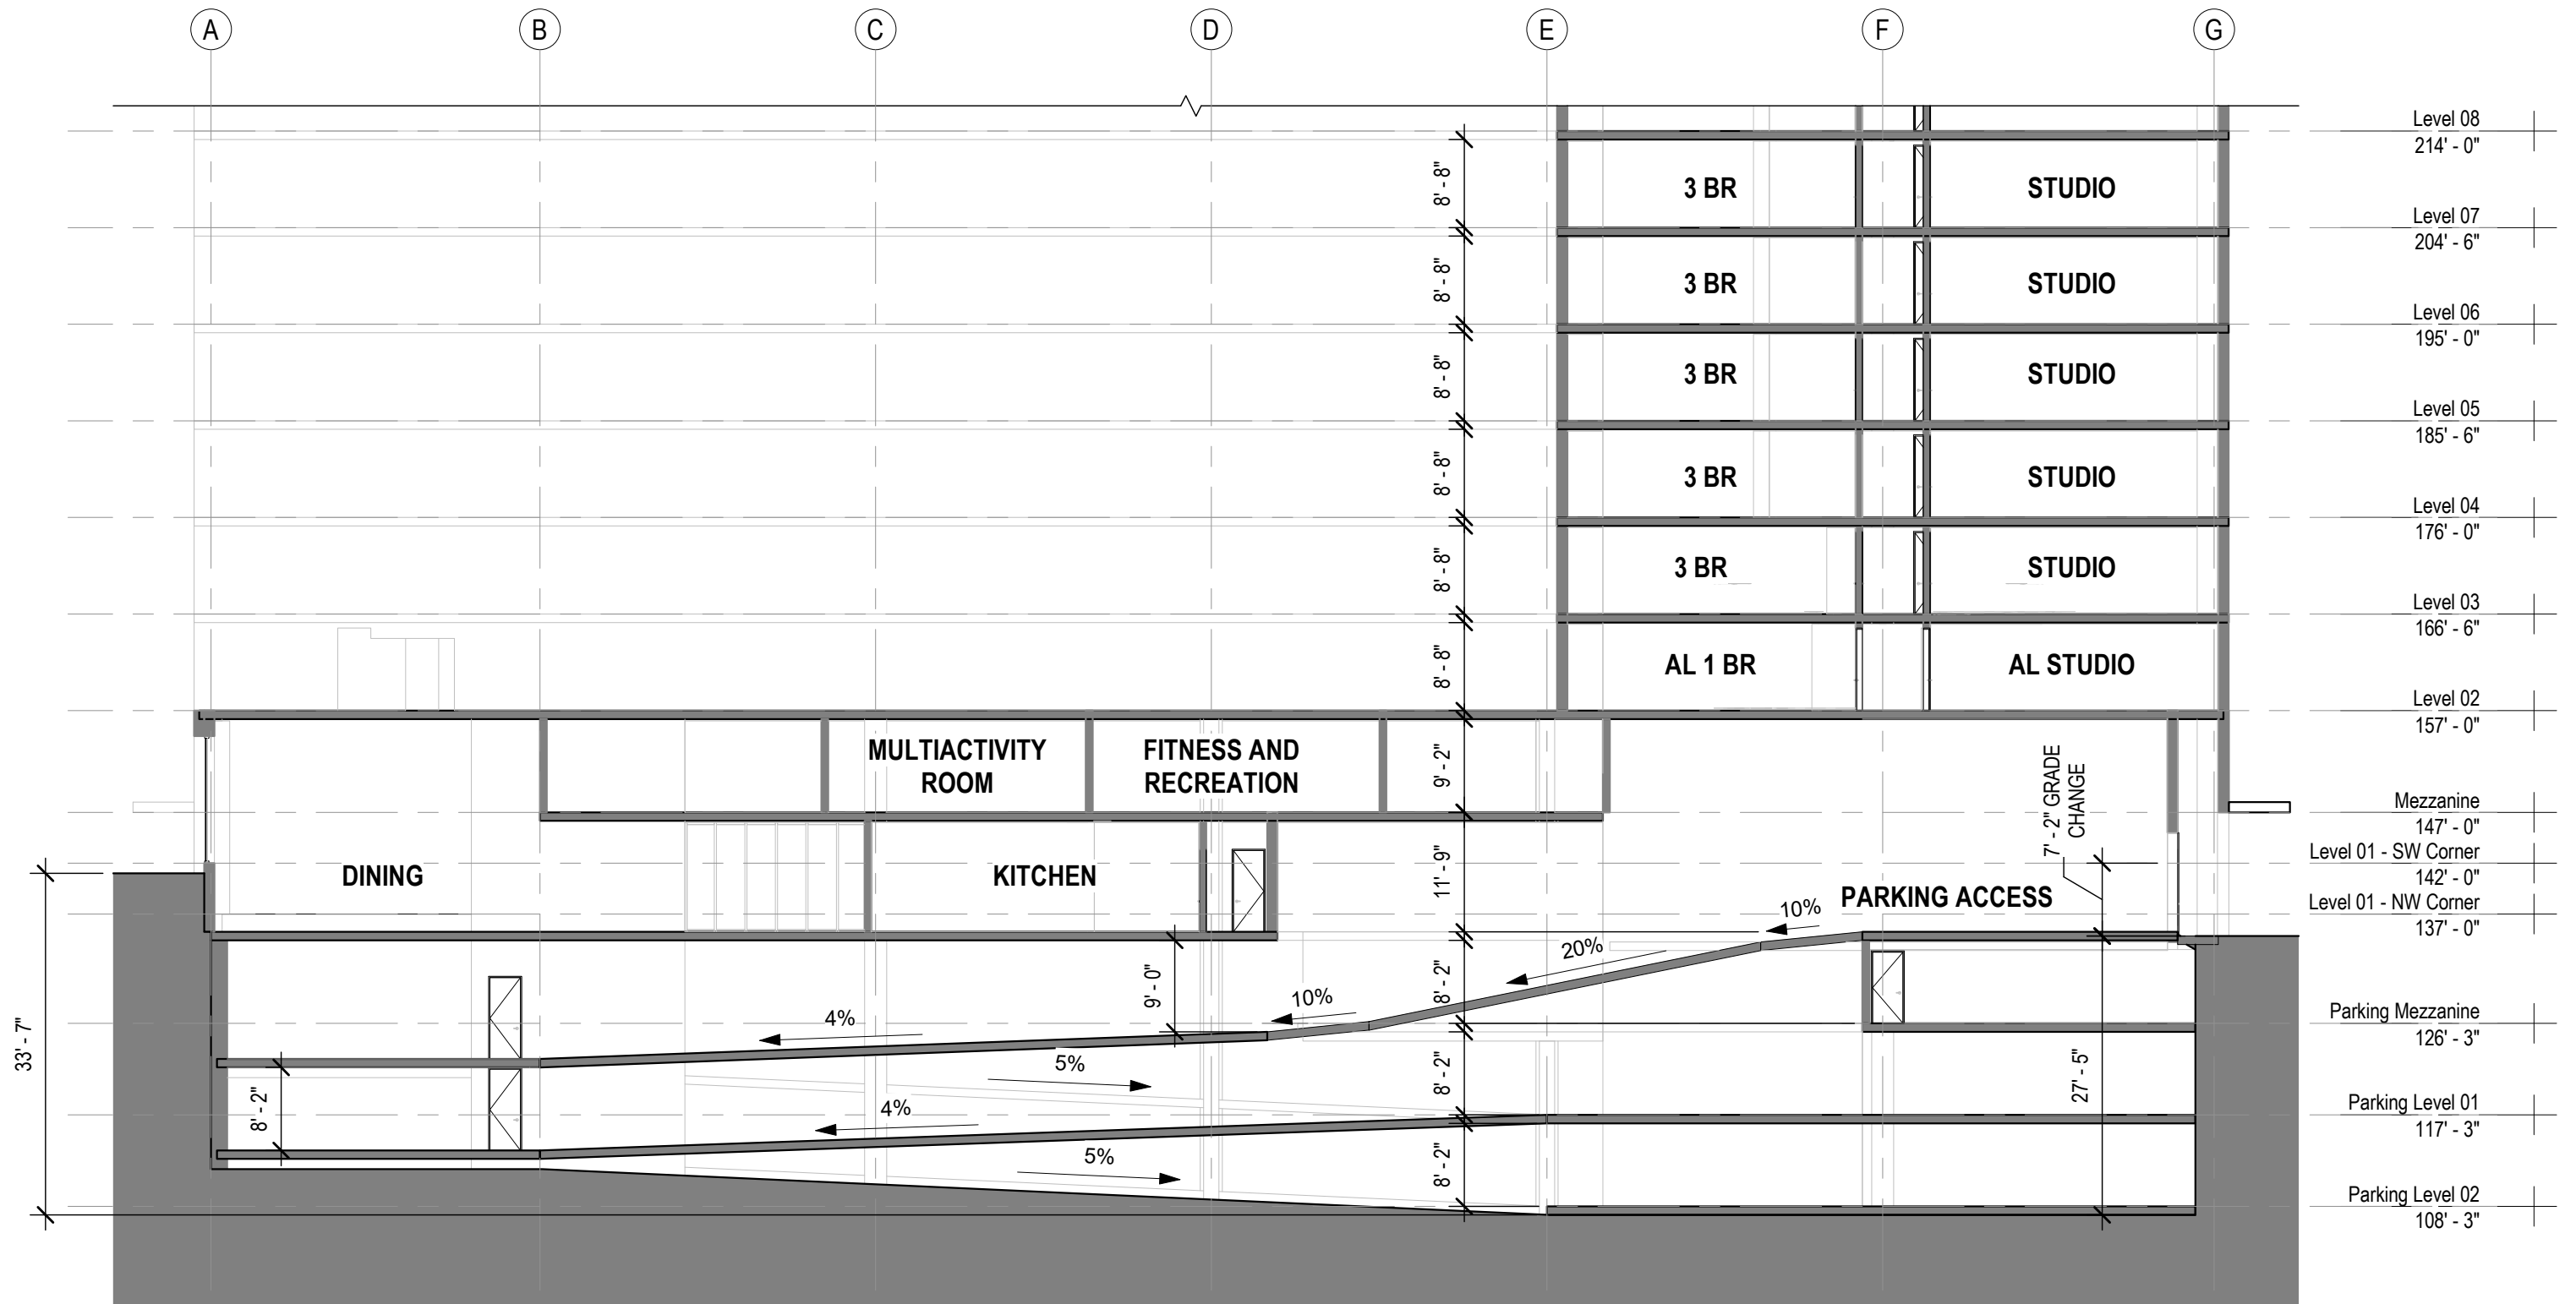 A B C D E F G
Level 08
214' - 0"
8' - 8" 3 BR STUDIO
Level 07
204' - 6"
8' - 8" 3 BR STUDIO
Level 06
195' - 0"
8' - 8" 3 BR STUDIO
Level 05
185' - 6"
8' - 8" 3 BR STUDIO
Level 04
176' - 0"
8' - 8" 3 BR STUDIO
Level 03
166' - 6"
8' - 8" AL 1 BR AL STUDIO
Level 02
157' - 0"
MULTIACTIVITY
ROOM
FITNESS AND
RECREATION
9' - 2"
7' - 2" GRADE
CHANGE
Mezzanine
147' - 0"
Level 01 - SW Corner
142' - 0"
DINING KITCHEN 11' - 9" PARKING ACCESS
Level 01 - NW Corner
137' - 0"
10%
20%
9' - 0" 8' - 2"
10%
4%
Parking Mezzanine
126' - 3"
33' - 7"
5%
8' - 2" 27' - 5"
8' - 2"
4%
Parking Level 01
117' - 3"
5%
8' - 2"
Parking Level 02
108' - 3"